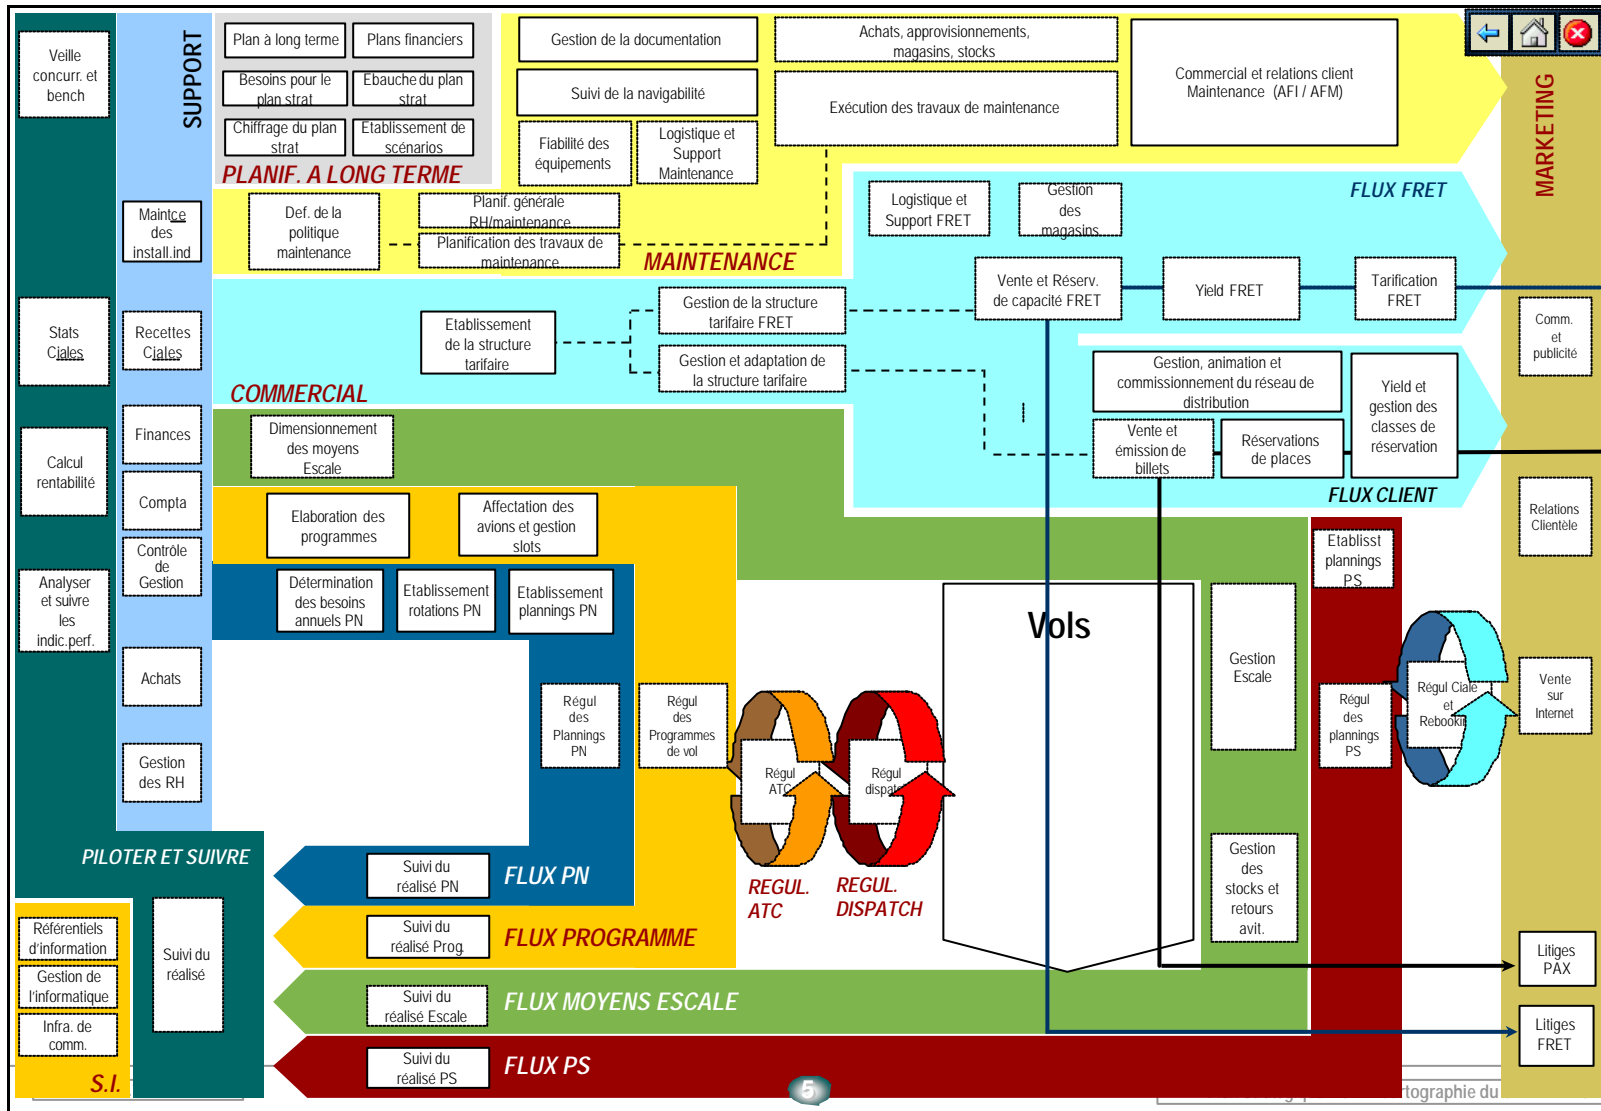 Veille
concurr. et
bench
Stats
Cjales
Calcul
rentabilité
Analyser
et suivre
les
indic.perf.
PILOTER ET SUIVRE
Suivi du
réalisé
Référentiels
d'information
Gestion de
l'informatique
Infra. de
comm.
S.I.
SUPPORT
Maintce
des
install.ind
Recettes
Cjales
Finances
Compta
Contrôle
de
Gestion
Achats
Gestion
des RH
Plan à long terme
Plans financiers
Besoins pour le
plan strat
Ebauche du plan
strat
Chiffrage du plan
strat
Etablissement de
scénarios
PLANIF. A LONG TERME
Gestion de la documentation
Suivi de la navigabilité
Fiabilité des
équipements
Logistique et
Support
Maintenance
Achats, approvisionnements,
magasins, stocks
Exécution des travaux de maintenance
Commercial et relations client
Maintenance (AFI / AFM)
Def. de la
politique
maintenance
Planif. générale
RH/maintenance
Planification des travaux de
maintenance
MAINTENANCE
Logistique et
Support FRET
Gestion
des
magasins
FLUX FRET
Vente et Réserv.
de capacité FRET
Yield FRET
Tarification
FRET
Etablissement
de la structure
tarifaire
Gestion de la structure
tarifaire FRET
Gestion et adaptation de
la structure tarifaire
COMMERCIAL
Gestion, animation et
commissionnement du réseau de
distribution
Yield et
gestion des
classes de
réservation
Vente et
émission de
billets
Réservations
de places
FLUX CLIENT
Dimensionnement
des moyens
Escale
Elaboration des
programmes
Affectation des
avions et gestion
slots
Détermination
des besoins
annuels PN
Etablissement
rotations PN
Etablissement
plannings PN
Régul
des
Plannings
PN
Régul
des
Programmes
de vol
Régul
ATC
Régul
dispatc
REGUL.
ATC
REGUL.
DISPATCH
Vols
Gestion
Escale
Gestion
des
stocks et
retours
avit.
Etablisst
plannings
PS
Régul
des
plannings
PS
Régul Ciale
et
Rebooki
Suivi du
réalisé PN
FLUX PN
Suivi du
réalisé Prog.
FLUX PROGRAMME
Suivi du
réalisé Escale
FLUX MOYENS ESCALE
Suivi du
réalisé PS
FLUX PS
MARKETING
Comm.
et
publicité
Relations
Clientèle
Vente
sur
Internet
Litiges
PAX
Litiges
FRET
5
rtographie du